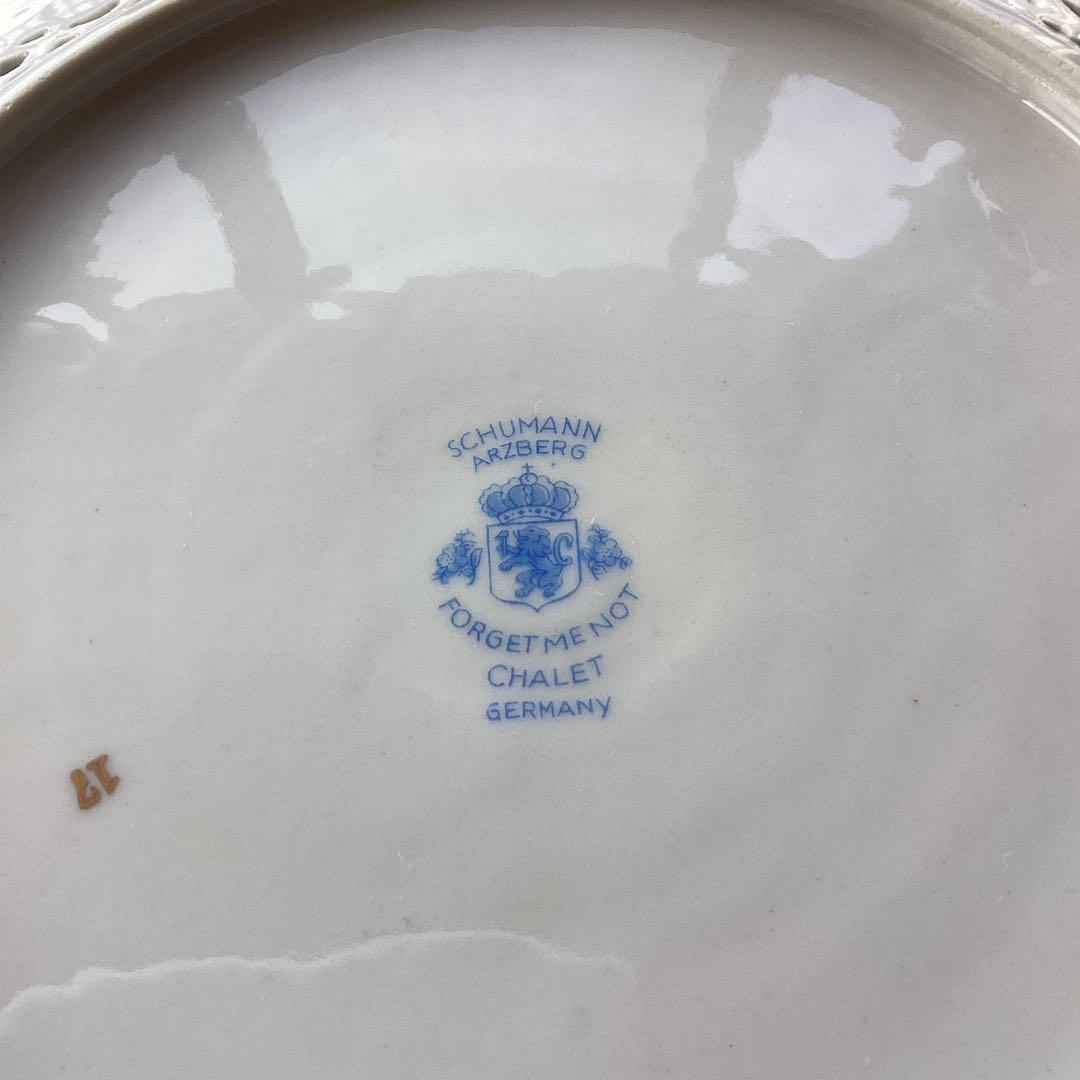 SCHUMANN
ARZBERG
FORGET ME NOT
CHALET
GERMANY
17